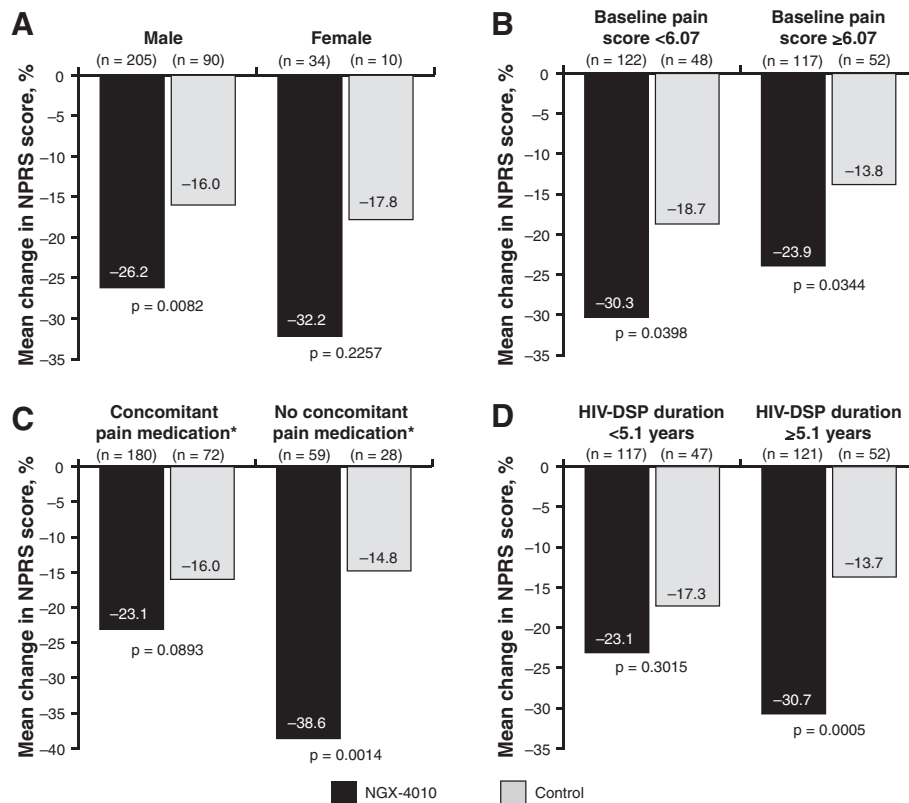 A
Male
Female
(n = 205)
(n = 90)
(n = 34)
(n = 10)
Mean change in NPRS score, %
0
–5
–10
–15
–20
–25
–30
–35
–26.2
–16.0
p = 0.0082
–32.2
–17.8
p = 0.2257
B
Baseline pain
score <6.07
Baseline pain
score ≥6.07
(n = 122)
(n = 48)
(n = 117)
(n = 52)
Mean change in NPRS score, %
0
–5
–10
–15
–20
–25
–30
–35
–30.3
–18.7
p = 0.0398
–23.9
–13.8
p = 0.0344
C
Concomitant
pain medication*
No concomitant
pain medication*
(n = 180)
(n = 72)
(n = 59)
(n = 28)
Mean change in NPRS score, %
0
–5
–10
–15
–20
–25
–30
–35
–40
–23.1
–16.0
p = 0.0893
–38.6
–14.8
p = 0.0014
D
HIV-DSP duration
<5.1 years
HIV-DSP duration
≥5.1 years
(n = 117)
(n = 47)
(n = 121)
(n = 52)
Mean change in NPRS score, %
0
–5
–10
–15
–20
–25
–30
–35
–23.1
–17.3
p = 0.3015
–30.7
–13.7
p = 0.0005
NGX-4010
Control